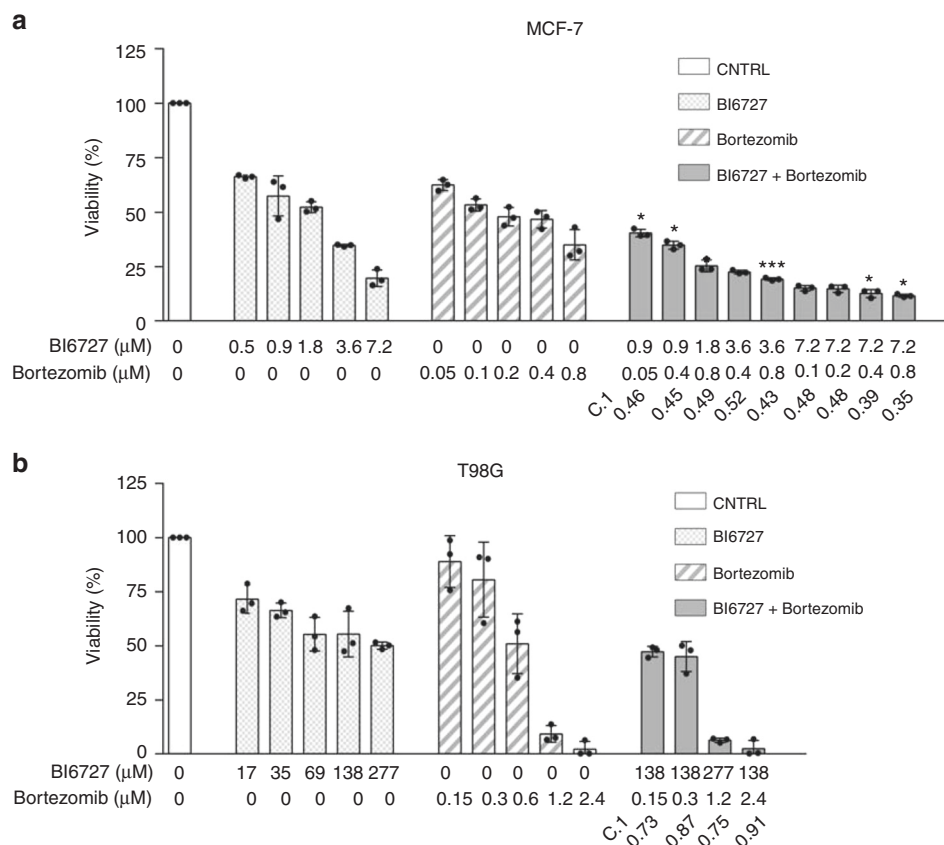 a
MCF-7
125
100
75
50
25
0
Viability (%)
CNTRL
BI6727
Bortezomib
BI6727 + Bortezomib
* * *** * *
BI6727 (μM) 0 0.5 0.9 1.8 3.6 7.2 0 0 0 0 0 0.9 0.9 1.8 3.6 3.6 7.2 7.2 7.2 7.2
Bortezomib (μM) 0 0 0 0 0 0 0.05 0.1 0.2 0.4 0.8 0.05 0.4 0.8 0.4 0.8 0.1 0.2 0.4 0.8
C.1 0.46 0.45 0.49 0.52 0.43 0.48 0.48 0.39 0.35
b
T98G
125
100
75
50
25
0
Viability (%)
CNTRL
BI6727
Bortezomib
BI6727 + Bortezomib
BI6727 (μM) 0 17 35 69 138 277 0 0 0 0 0 138 138 277 138
Bortezomib (μM) 0 0 0 0 0 0 0.15 0.3 0.6 1.2 2.4 0.15 0.3 1.2 2.4
C.1 0.73 0.87 0.75 0.91